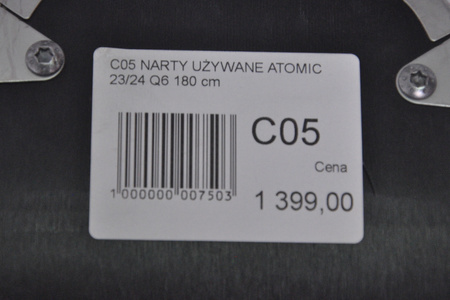 C05 NARTY UŻYWANE ATOMIC
23/24 Q6 180 cm
C05
Cena
1 000000 007503
1 399,00